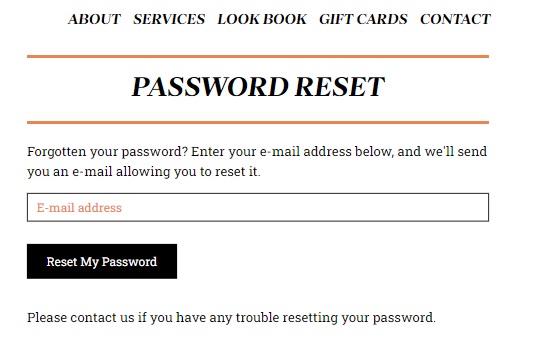 ABOUT SERVICES LOOK BOOK GIFT CARDS CONTACT
PASSWORD RESET
Forgotten your password? Enter your e-mail address below, and we'll send
you an e-mail allowing you to reset it.
E-mail address
Reset My Password
Please contact us if you have any trouble resetting your password.